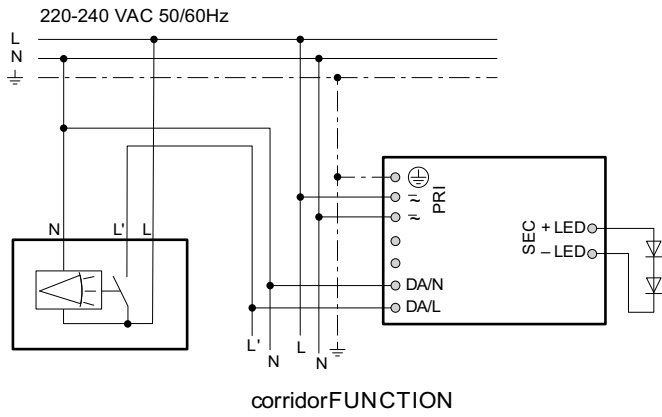 220-240 VAC 50/60Hz
L
N
PRI
SEC
+ LED
– LED
N
L'
L
DA/N
DA/L
L'
N
L
N
corridorFUNCTION